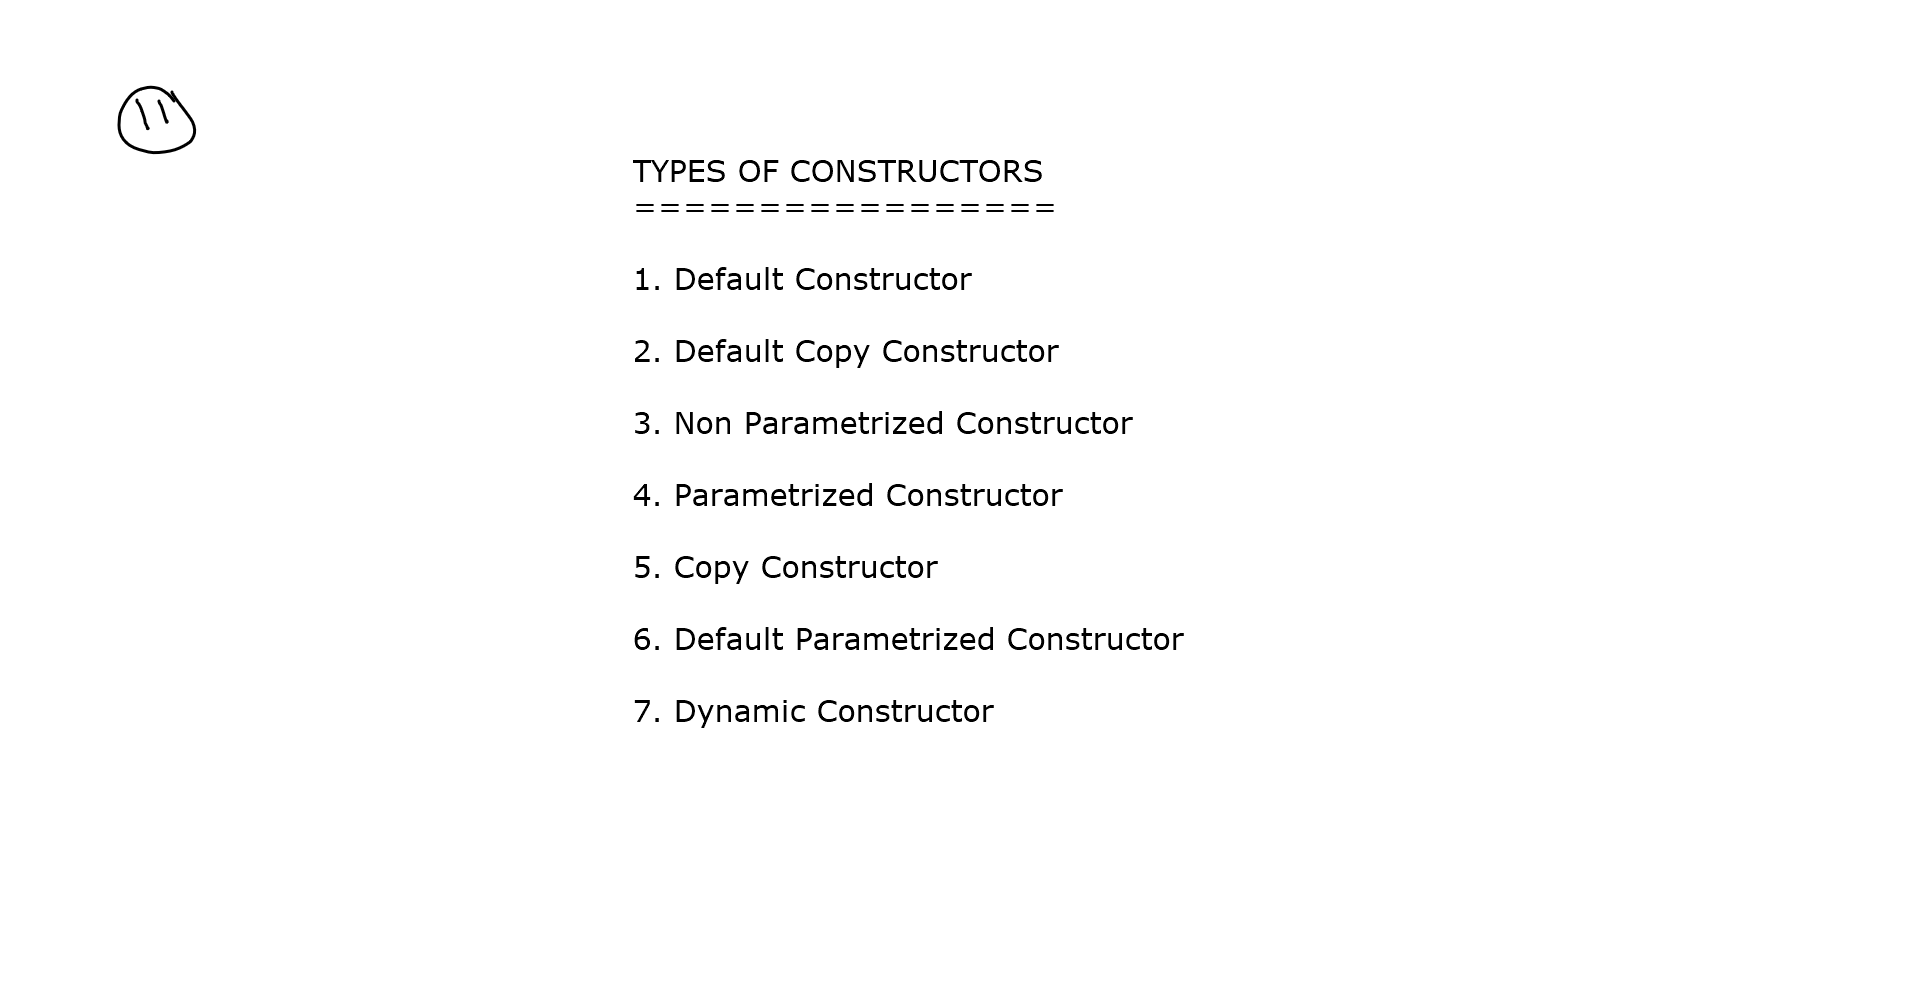 TYPES OF CONSTRUCTORS
=================
1. Default Constructor
2. Default Copy Constructor
3. Non Parametrized Constructor
4. Parametrized Constructor
5. Copy Constructor
6. Default Parametrized Constructor
7. Dynamic Constructor